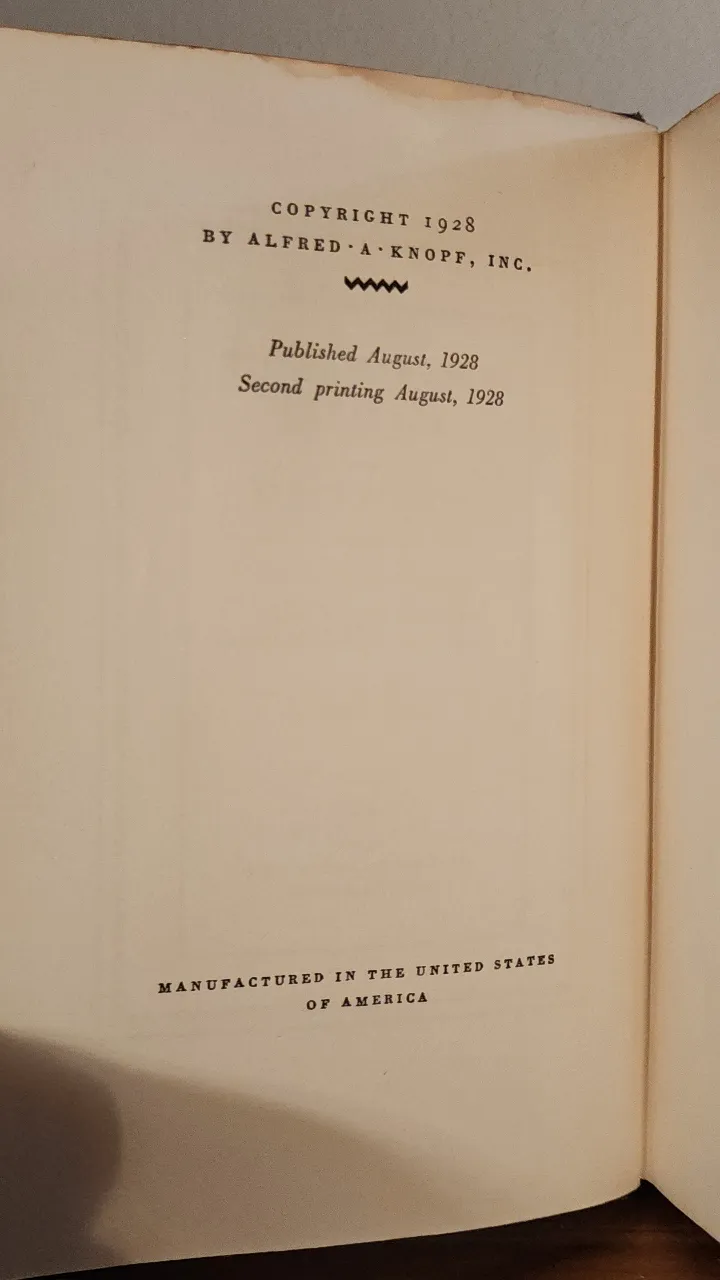 COPYRIGHT 1928
BY ALFRED · A · KNOPF, INC.
Published August, 1928
Second printing August, 1928
MANUFACTURED IN THE UNITED STATES
OF AMERICA